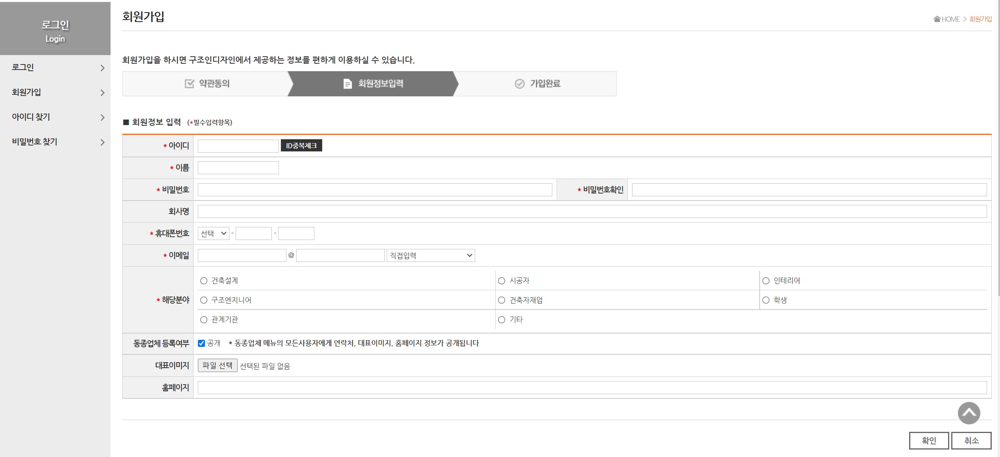 로그인
Login
로그인
회원가입
아이디 찾기
비밀번호 찾기
회원가입
HOME > 회원가입
회원가입을 하시면 구조인디자인에서 제공하는 정보를 편하게 이용하실 수 있습니다.
약관동의 회원정보입력 가입완료
■ 회원정보 입력 (*필수입력항목)
* 아이디 ID중복체크
* 이름
* 비밀번호 * 비밀번호확인
회사명
* 휴대폰번호 선택 - -
* 이메일 @ 직접입력
* 해당분야
건축설계 시공자 인테리어
구조엔지니어 건축자재업 학생
관계기관 기타
동종업체 등록여부 공개 * 동종업체 메뉴의 모든사용자에게 연락처, 대표이미지, 홈페이지 정보가 공개됩니다
대표이미지 파일 선택 선택된 파일 없음
홈페이지
확인 취소